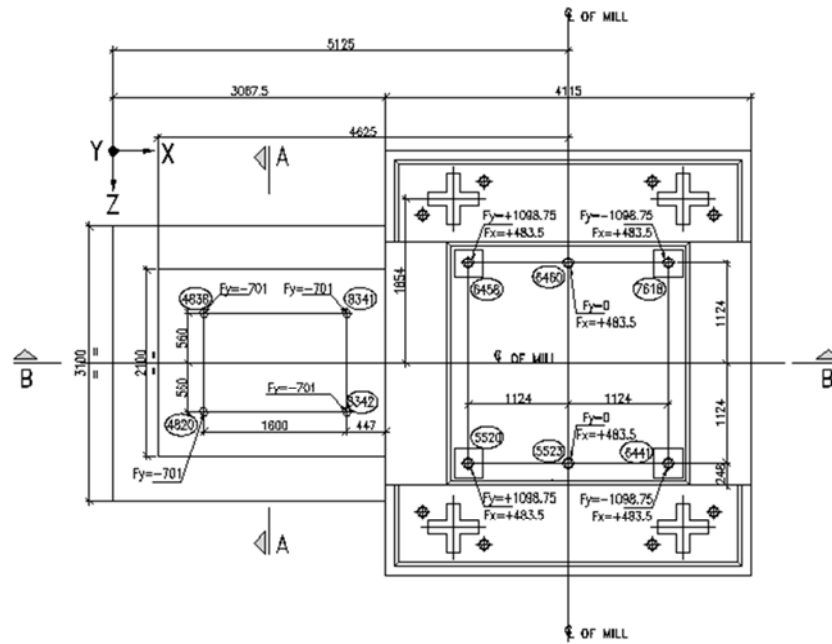 ℄ OF MILL
5125
3067.5
4115
4625
Y
X
Z
A
Fy=+1098.75
Fx=+483.5
Fy=-1098.75
Fx=+483.5
1854
6458
6460
7618
Fy=0
Fx=+483.5
1124
4838
Fy=-701
Fy=-701
8341
560
560
3100
=
=
2100
=
=
℄ OF MILL
B
B
Fy=-701
3342
4820
1600
447
Fy=-701
1124
1124
1124
Fy=0
Fx=+483.5
5520
5523
6441
248
Fy=+1098.75
Fx=+483.5
Fy=-1098.75
Fx=+483.5
A
℄ OF MILL